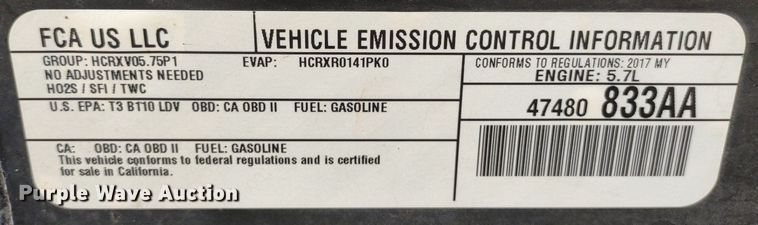 FCA US LLC
VEHICLE EMISSION CONTROL INFORMATION
GROUP: HCRXV05.75P1 EVAP: HCRXR0141PK0
NO ADJUSTMENTS NEEDED
HO2S / SFI / TWC
CONFORMS TO REGULATIONS: 2017 MY
ENGINE: 5.7L
U.S. EPA: T3 B110 LDV OBD: CA OBD II FUEL: GASOLINE
47480 833AA
CA: OBD: CA OBD II FUEL: GASOLINE
This vehicle conforms to federal regulations and is certified
for sale in California.
Purple Wave Auction